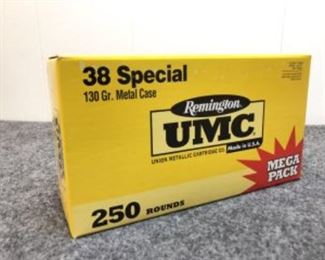 38 Special
130 Gr. Metal Case
Remington
UMC
UNION METALLIC CARTRIDGE CO.
Made in U.S.A.
MEGA
PACK
250 ROUNDS